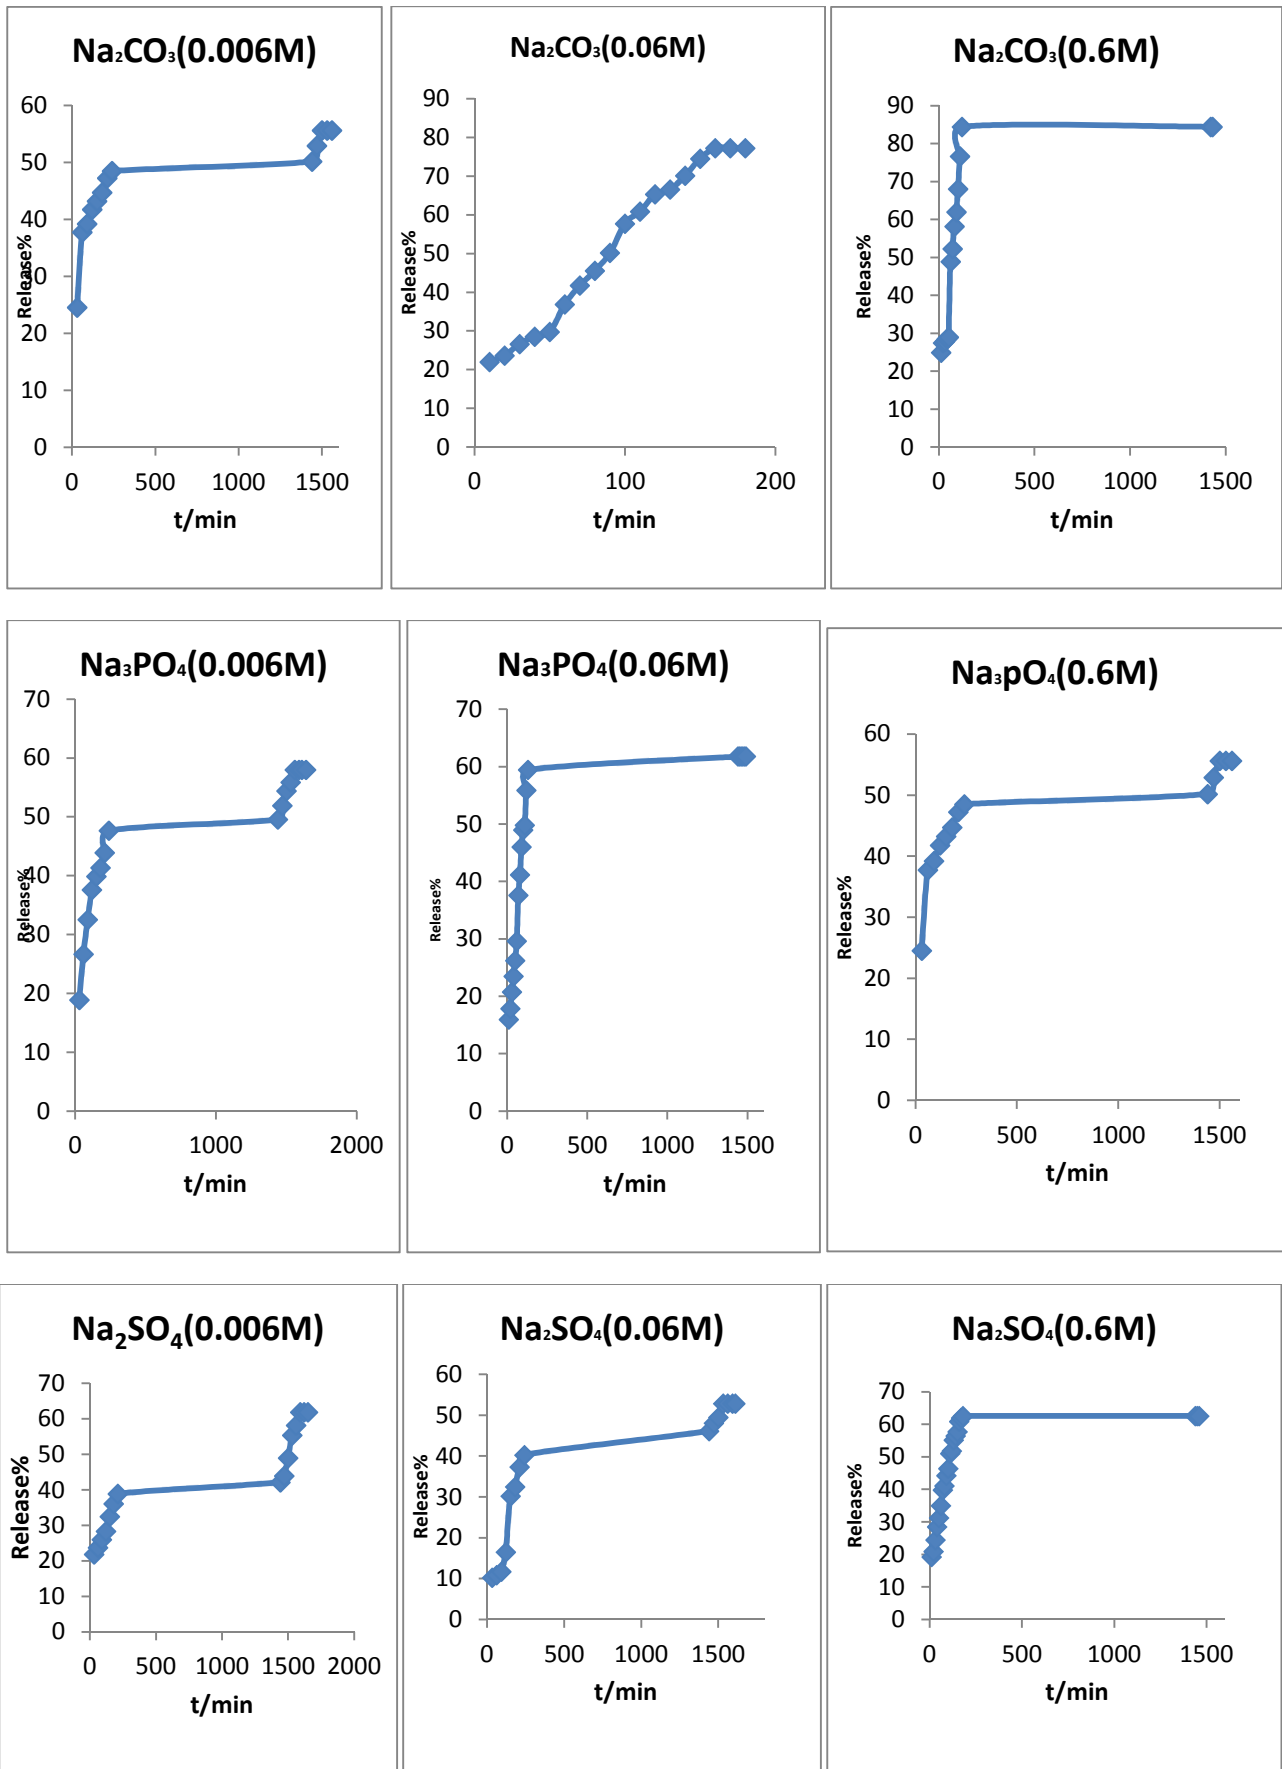 Na₂CO₃(0.006M)
60
50
40
30
20
10
0
Release%
0 500 1000 1500
t/min
Na₂CO₃(0.06M)
90
80
70
60
50
40
30
20
10
0
Release%
0 100 200
t/min
Na₂CO₃(0.6M)
90
80
70
60
50
40
30
20
10
0
Release%
0 500 1000 1500
t/min
Na₃PO₄(0.006M)
70
60
50
40
30
20
10
0
Release%
0 1000 2000
t/min
Na₃PO₄(0.06M)
70
60
50
40
30
20
10
0
Release%
0 500 1000 1500
t/min
Na₃pO₄(0.6M)
60
50
40
30
20
10
0
Release%
0 500 1000 1500
t/min
Na₂SO₄(0.006M)
70
60
50
40
30
20
10
0
Release%
0 500 1000 1500 2000
t/min
Na₂SO₄(0.06M)
60
50
40
30
20
10
0
Release%
0 500 1000 1500
t/min
Na₂SO₄(0.6M)
70
60
50
40
30
20
10
0
Release%
0 500 1000 1500
t/min